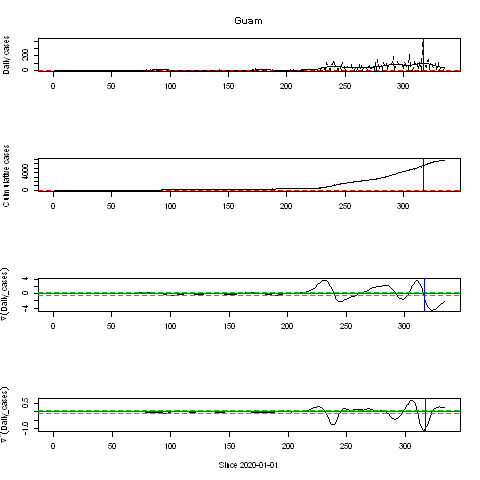 Guam
Daily cases
0 200
0 50 100 150 200 250 300
Cumulative cases
0 4000
0 50 100 150 200 250 300
∇(Daily_cases)
-4 0 4
0 50 100 150 200 250 300
(Daily_cases)
-1.0 0.5
0 50 100 150 200 250 300
Since 2020-01-01